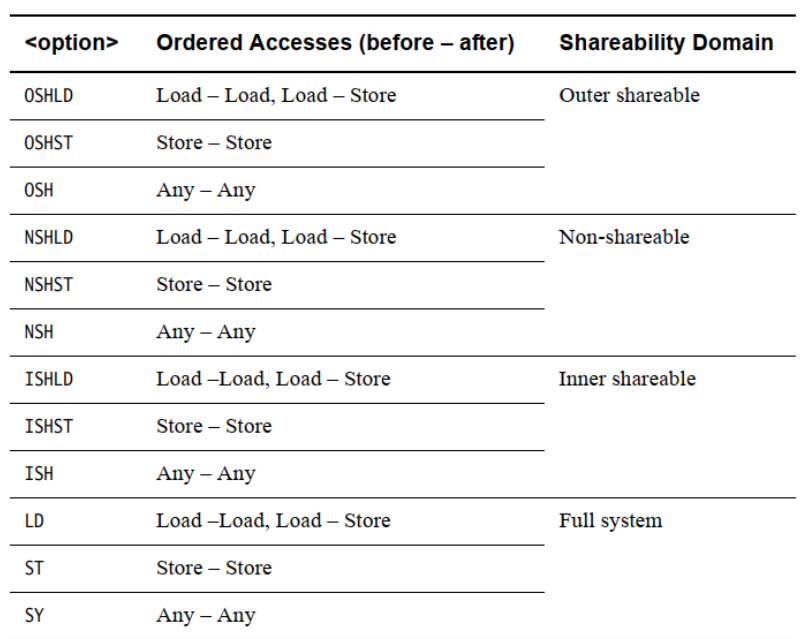 <option> Ordered Accesses (before – after) Shareability Domain
OSHLD Load – Load, Load – Store Outer shareable
OSHST Store – Store
OSH Any – Any
NSHLD Load – Load, Load – Store Non-shareable
NSHST Store – Store
NSH Any – Any
ISHLD Load –Load, Load – Store Inner shareable
ISHST Store – Store
ISH Any – Any
LD Load –Load, Load – Store Full system
ST Store – Store
SY Any – Any